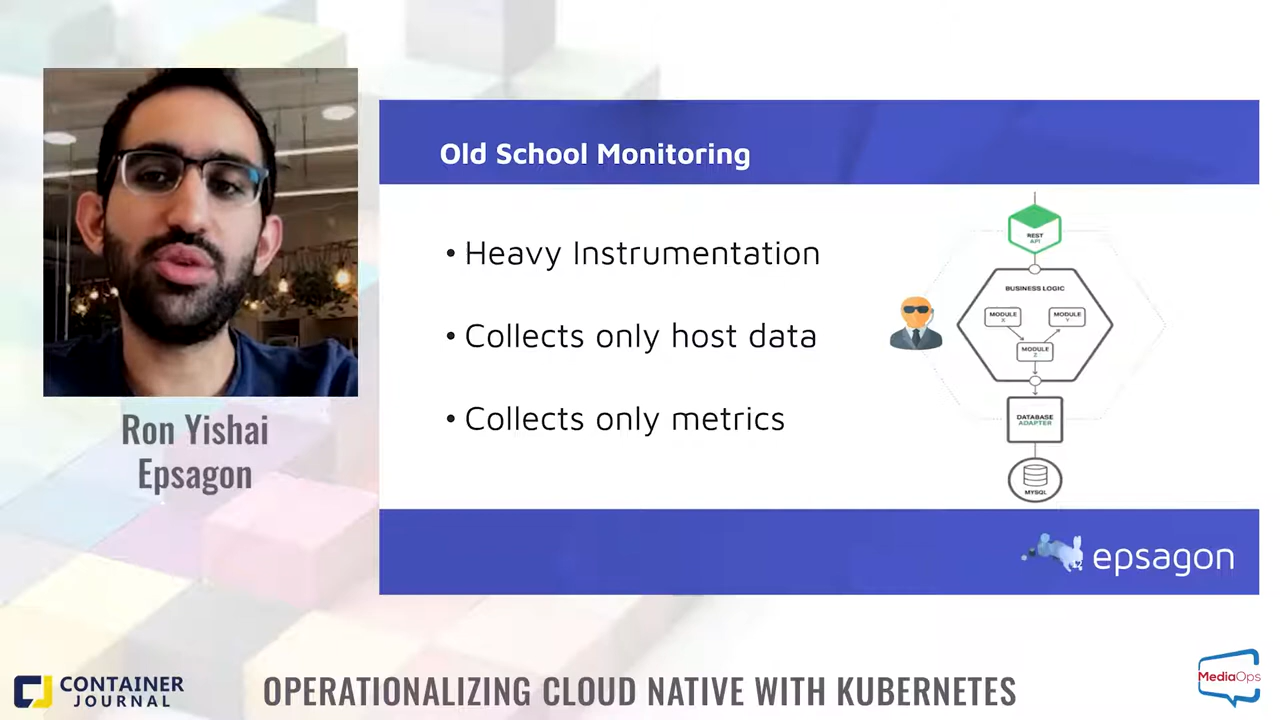 Old School Monitoring
• Heavy Instrumentation
• Collects only host data
• Collects only metrics
REST
API
BUSINESS LOGIC
MODULE
X
MODULE
Y
MODULE
Z
DATABASE
ADAPTER
MYSQL
epsagon
Ron Yishai
Epsagon
CONTAINER
JOURNAL
OPERATIONALIZING CLOUD NATIVE WITH KUBERNETES
MediaOps